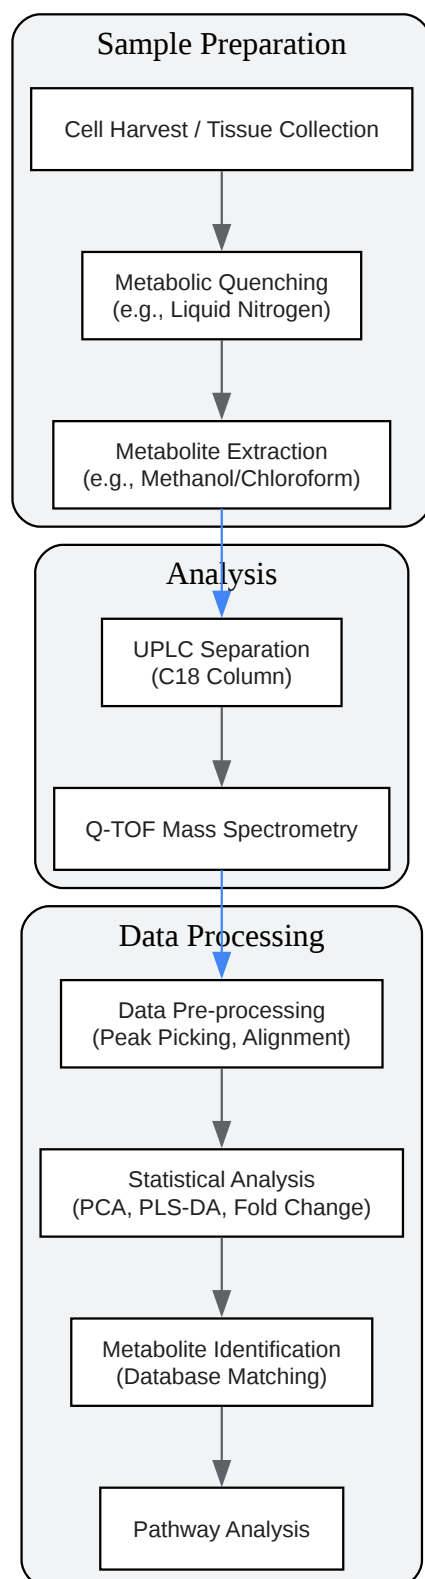 Sample Preparation
Cell Harvest / Tissue Collection
Metabolic Quenching
(e.g., Liquid Nitrogen)
Metabolite Extraction
(e.g., Methanol/Chloroform)
Analysis
UPLC Separation
(C18 Column)
Q-TOF Mass Spectrometry
Data Processing
Data Pre-processing
(Peak Picking, Alignment)
Statistical Analysis
(PCA, PLS-DA, Fold Change)
Metabolite Identification
(Database Matching)
Pathway Analysis